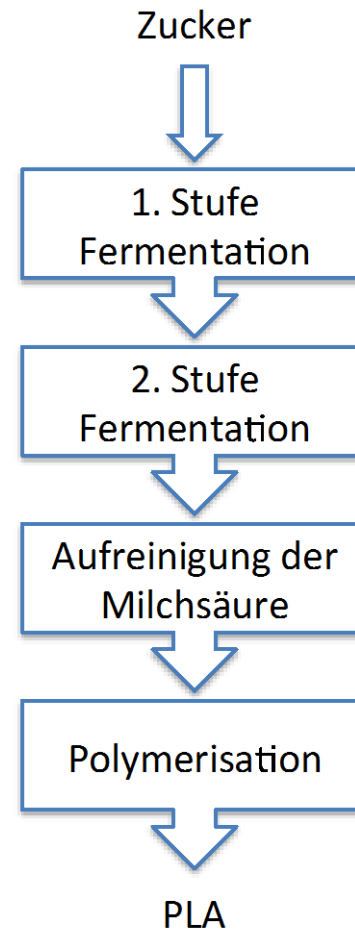 Zucker
1. Stufe
Fermentation
2. Stufe
Fermentation
Aufreinigung der
Milchsäure
Polymerisation
PLA